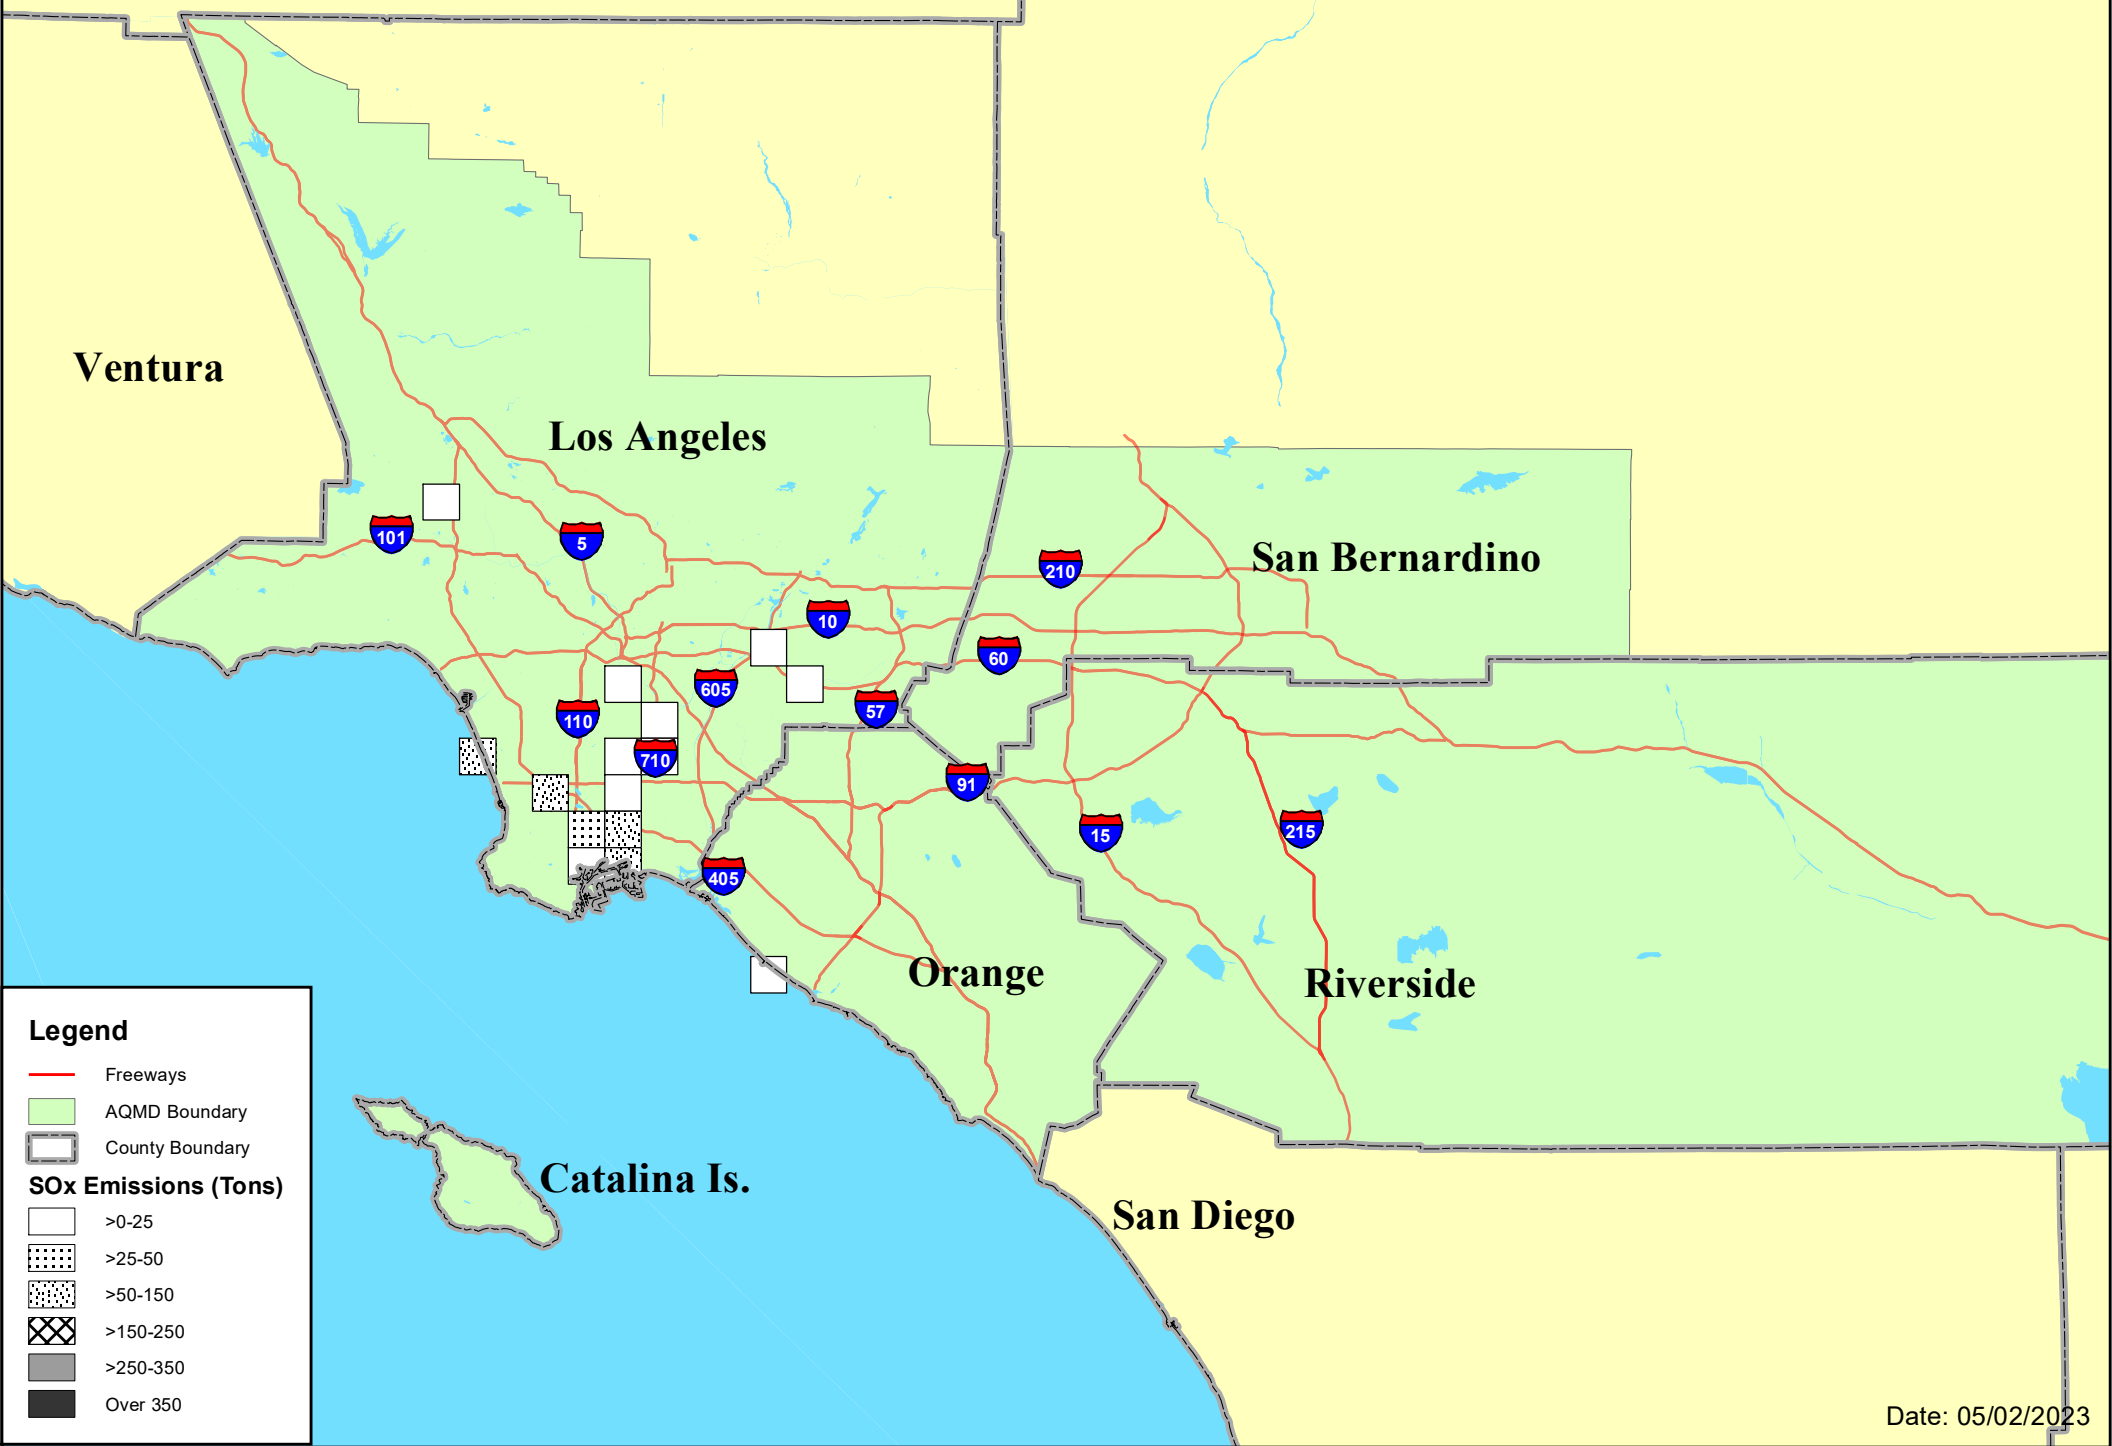 Ventura
Los Angeles
101
5
210
San Bernardino
10
60
605
57
110
710
91
15
215
405
Orange
Riverside
Legend
Freeways
AQMD Boundary
County Boundary
SOx Emissions (Tons)
>0-25
>25-50
>50-150
>150-250
>250-350
Over 350
Catalina Is.
San Diego
Date: 05/02/2023